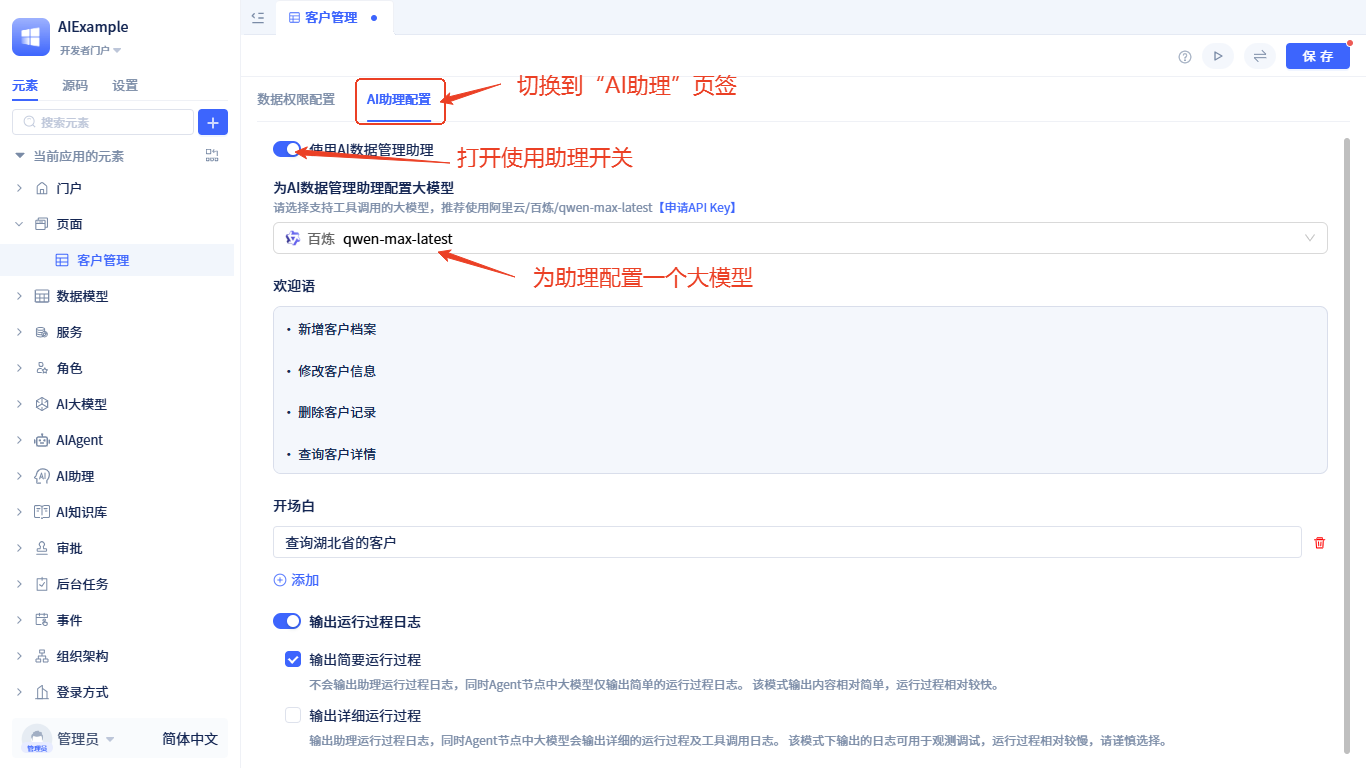 AIExample
开发者门户
元素 源码 设置
搜索元素
当前应用的元素
门户
页面
客户管理
数据模型
服务
角色
AI大模型
AIAgent
AI助理
AI知识库
审批
后台任务
事件
组织架构
登录方式
管理员
管理员 简体中文
客户管理
保存
数据权限配置 AI助理配置
切换到“AI助理”页签
使用AI数据管理助理
打开使用助理开关
为AI数据管理助理配置大模型
请选择支持工具调用的大模型，推荐使用阿里云/百炼/qwen-max-latest【申请API Key】
百炼 qwen-max-latest
为助理配置一个大模型
欢迎语
• 新增客户档案
• 修改客户信息
• 删除客户记录
• 查询客户详情
开场白
查询湖北省的客户
添加
输出运行过程日志
输出简要运行过程
不会输出助理运行过程日志，同时Agent节点中大模型仅输出简单的运行过程日志。 该模式输出内容相对简单，运行过程相对较快。
输出详细运行过程
输出助理运行过程日志，同时Agent节点中大模型会输出详细的运行过程及工具调用日志。 该模式下输出的日志可用于观测调试，运行过程相对较慢，请谨慎选择。